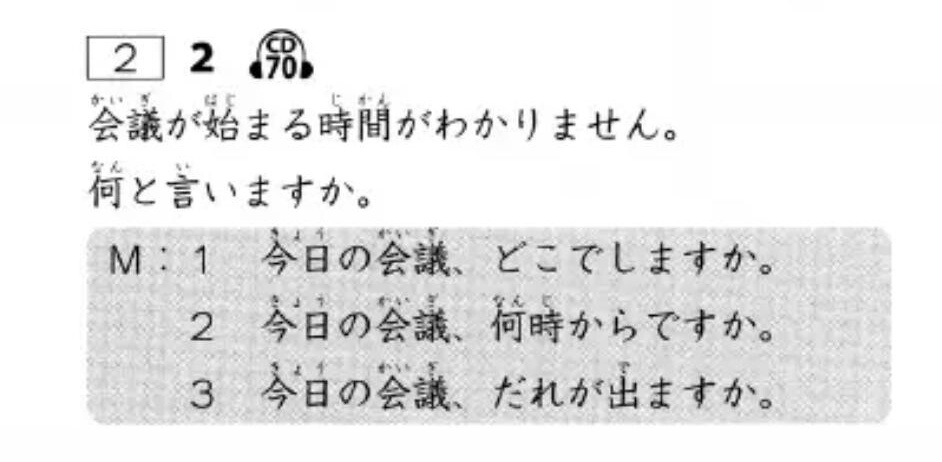 2 2 CD 70
会議が始まる時間がわかりません。
何と言いますか。
M：1 今日の会議、どこでしますか。
2 今日の会議、何時からですか。
3 今日の会議、だれが出ますか。